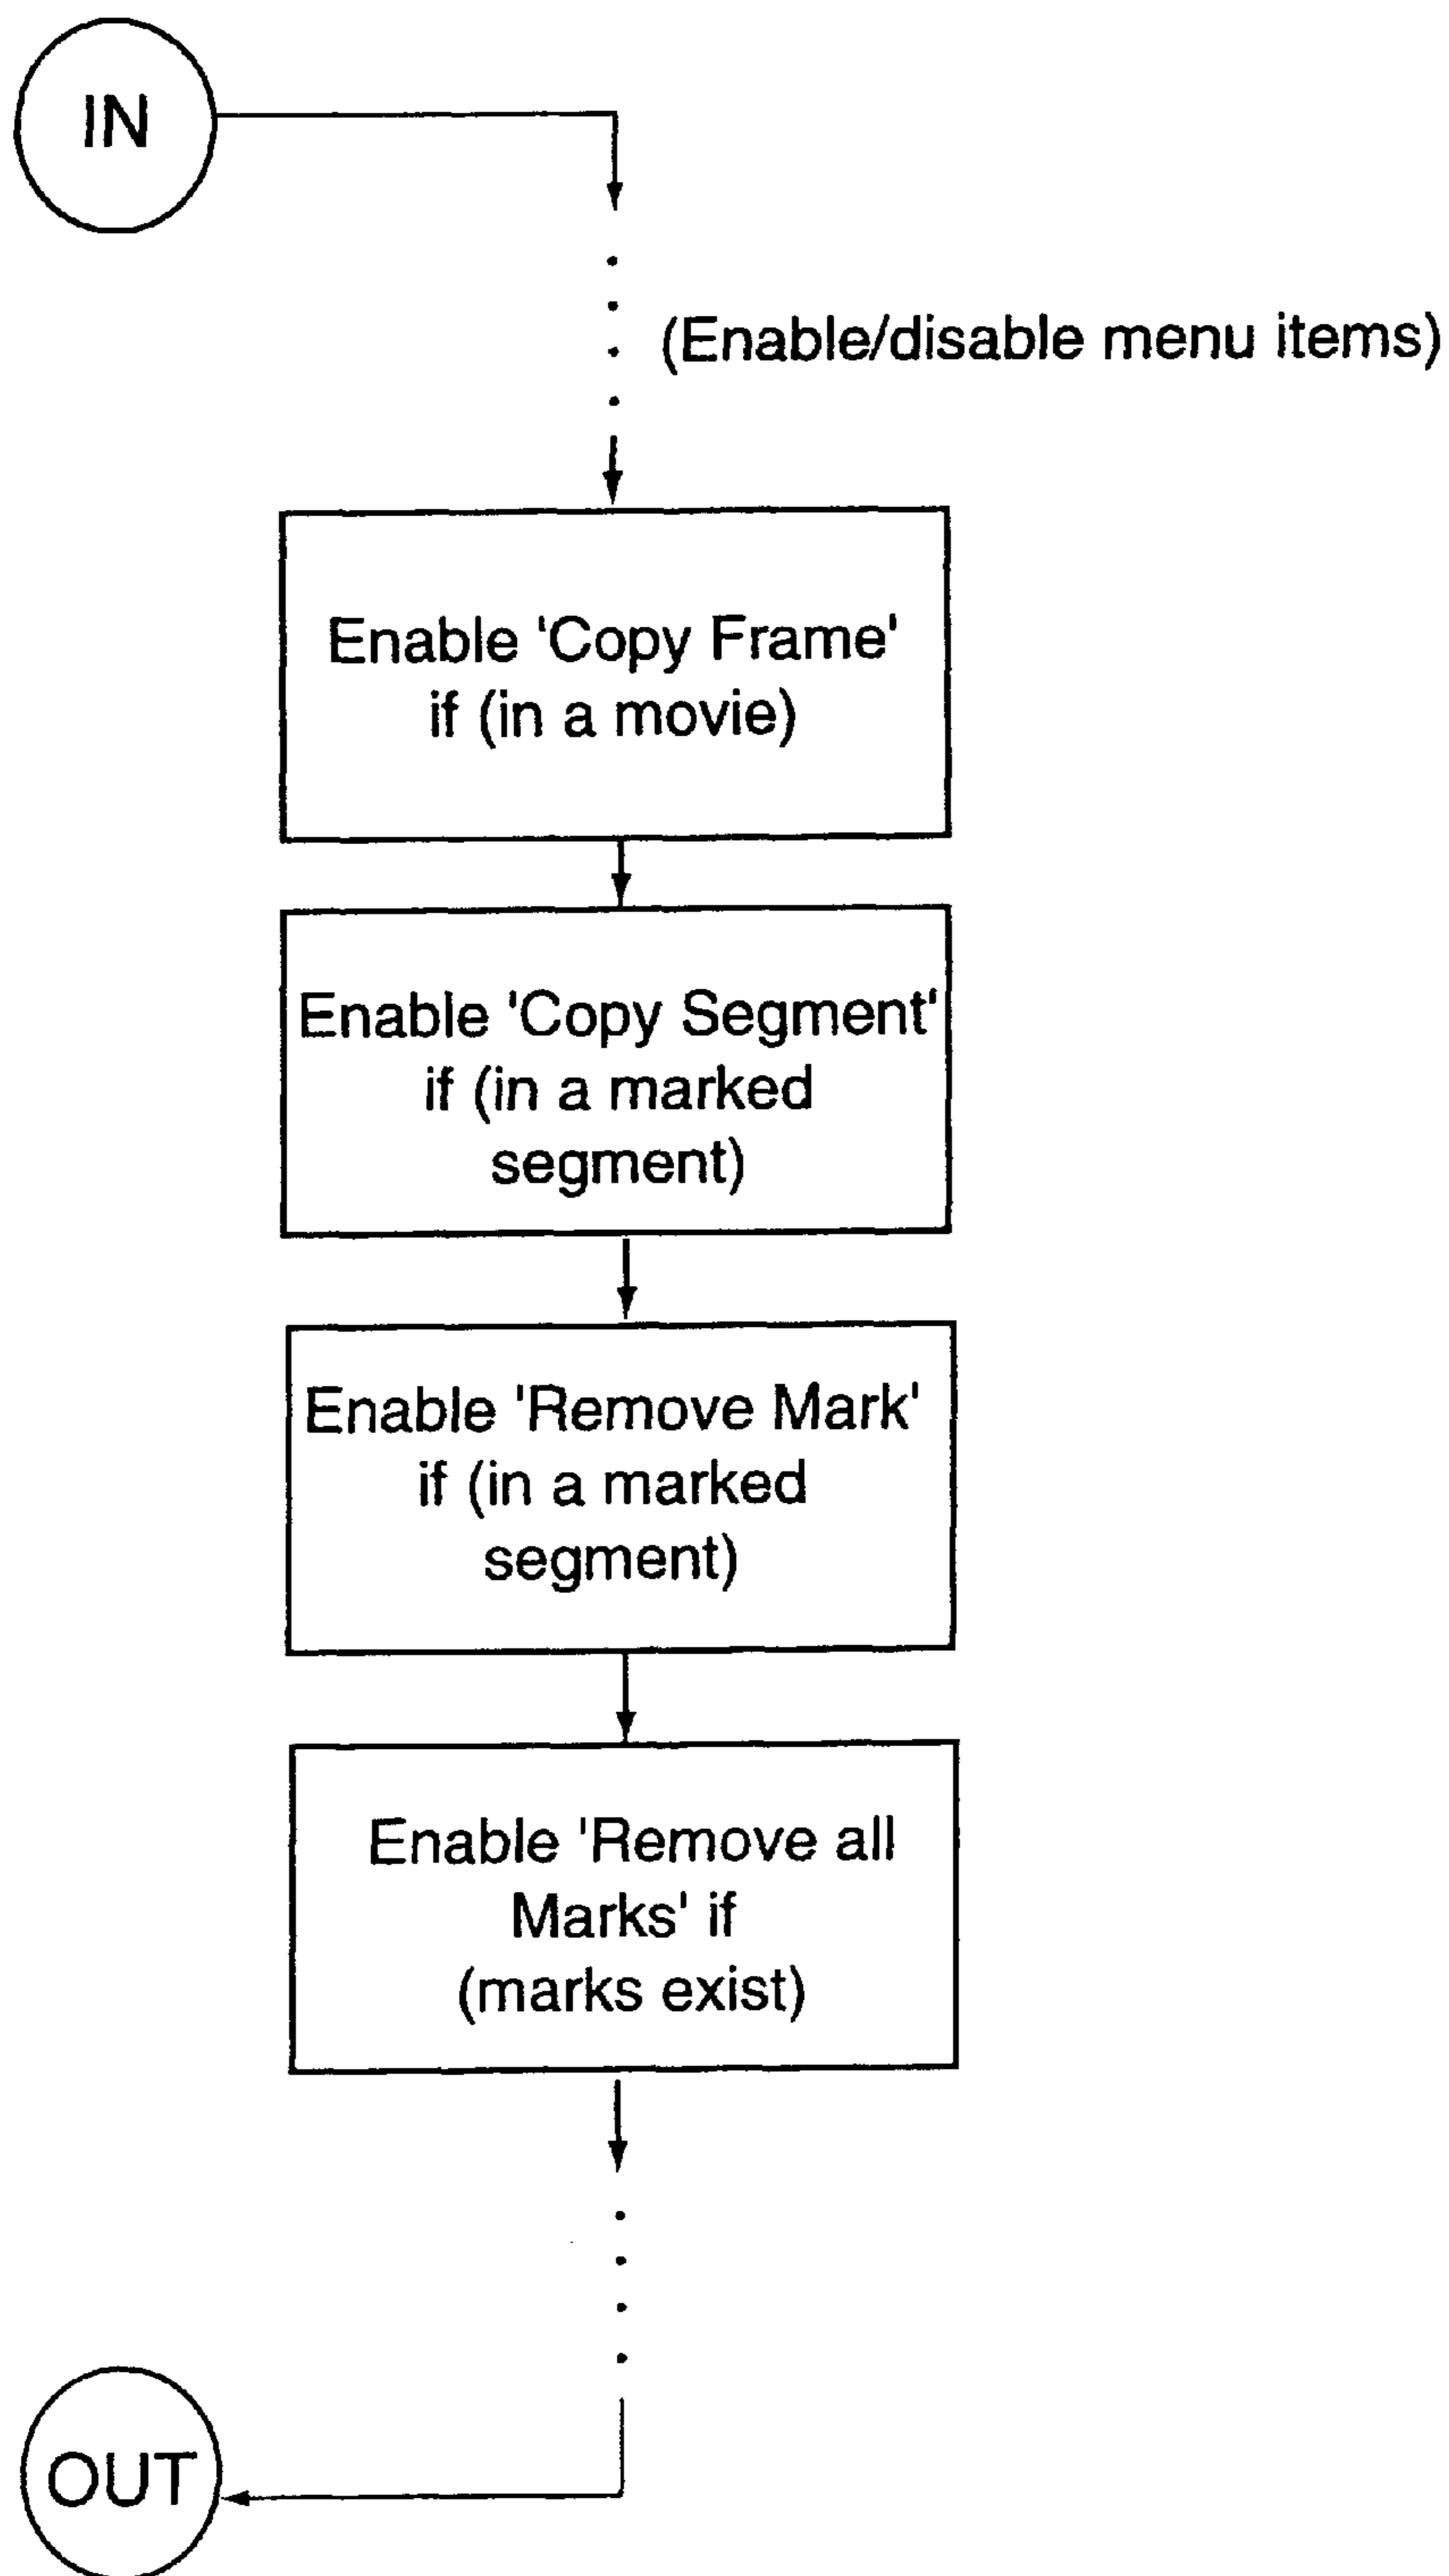 IN
(Enable/disable menu items)
Enable 'Copy Frame'
if (in a movie)
Enable 'Copy Segment'
if (in a marked
segment)
Enable 'Remove Mark'
if (in a marked
segment)
Enable 'Remove all
Marks' if
(marks exist)
OUT